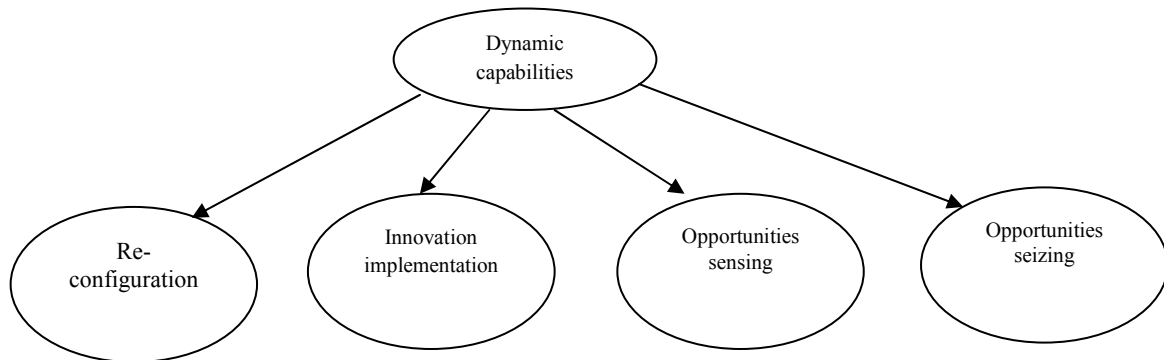 Dynamic
capabilities
Re-
configuration
Innovation
implementation
Opportunities
sensing
Opportunities
seizing